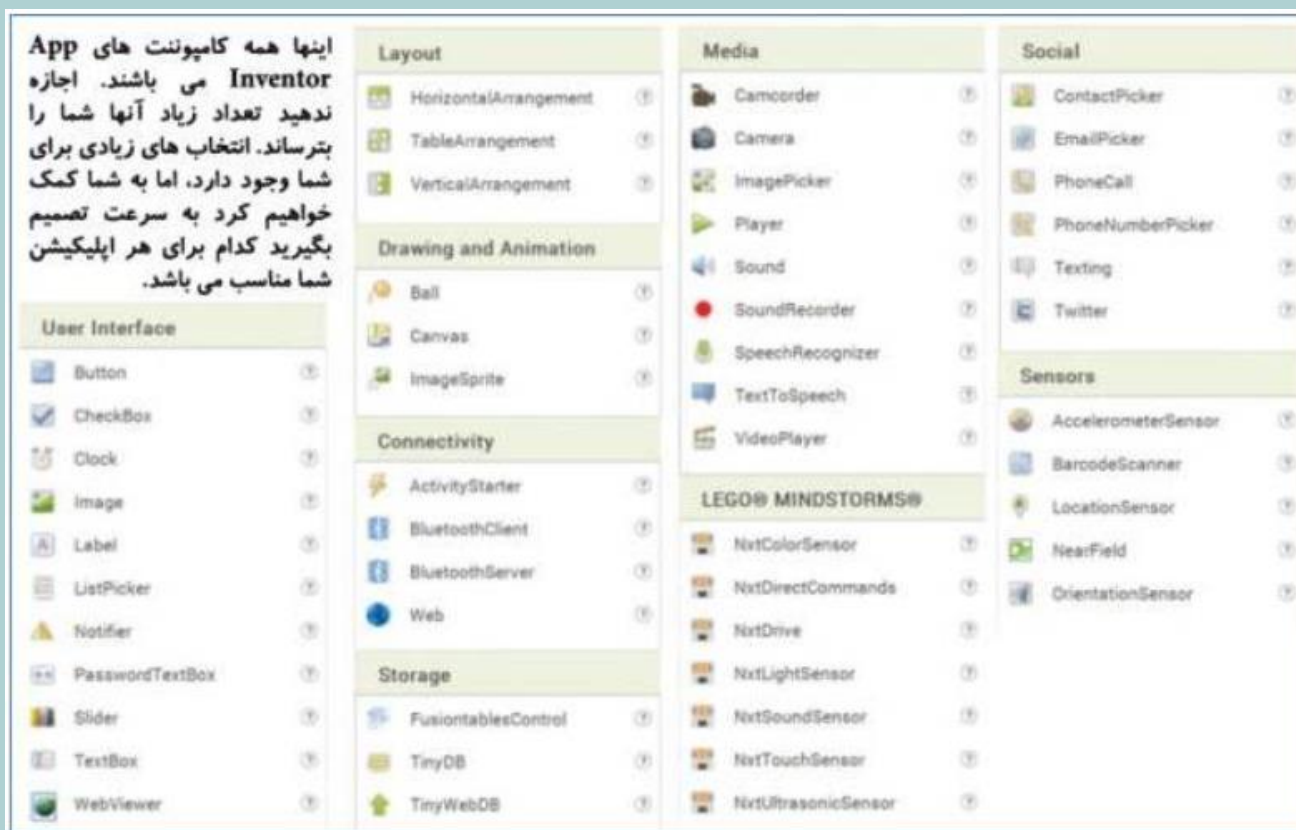 اینها همه کامپوننت های App
Inventor می باشند. اجازه
ندهید تعداد زیاد آنها شما را
بترساند. انتخاب های زیادی برای
شما وجود دارد، اما به شما کمک
خواهیم کرد به سرعت تصمیم
بگیرید کدام برای هر اپلیکیشن
شما مناسب می باشد.
User Interface
Button
CheckBox
Clock
Image
Label
ListPicker
Notifier
PasswordTextBox
Slider
TextBox
WebViewer
Layout
HorizontalArrangement
TableArrangement
VerticalArrangement
Drawing and Animation
Ball
Canvas
ImageSprite
Connectivity
ActivityStarter
BluetoothClient
BluetoothServer
Web
Storage
FusiontablesControl
TinyDB
TinyWebDB
Media
Camcorder
Camera
ImagePicker
Player
Sound
SoundRecorder
SpeechRecognizer
TextToSpeech
VideoPlayer
LEGO® MINDSTORMS®
NxtColorSensor
NxtDirectCommands
NxtDrive
NxtLightSensor
NxtSoundSensor
NxtTouchSensor
NxtUltrasonicSensor
Social
ContactPicker
EmailPicker
PhoneCall
PhoneNumberPicker
Texting
Twitter
Sensors
AccelerometerSensor
BarcodeScanner
LocationSensor
NearField
OrientationSensor